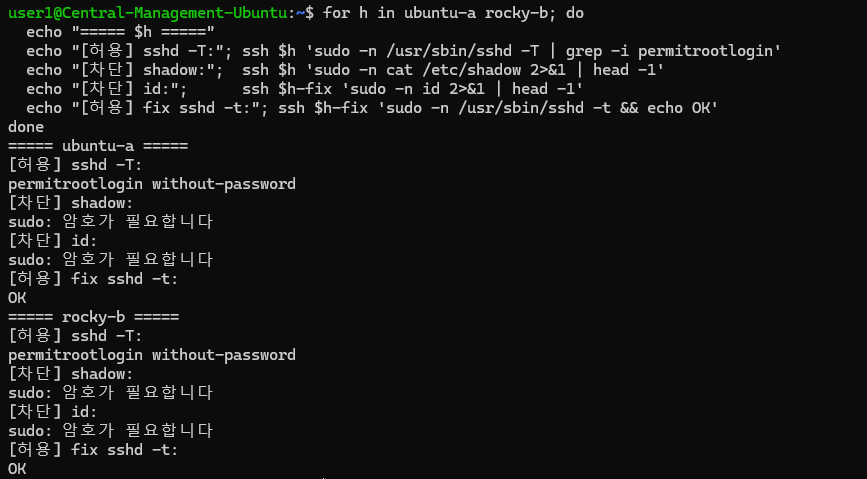 user1@Central-Management-Ubuntu:~$ for h in ubuntu-a rocky-b; do
  echo "===== $h ====="
  echo "[허용] sshd -T:"; ssh $h 'sudo -n /usr/sbin/sshd -T | grep -i permitrootlogin'
  echo "[차단] shadow:";  ssh $h 'sudo -n cat /etc/shadow 2>&1 | head -1'
  echo "[차단] id:";      ssh $h-fix 'sudo -n id 2>&1 | head -1'
  echo "[허용] fix sshd -t:"; ssh $h-fix 'sudo -n /usr/sbin/sshd -t && echo OK'
done
===== ubuntu-a =====
[허용] sshd -T:
permitrootlogin without-password
[차단] shadow:
sudo: 암호가 필요합니다
[차단] id:
sudo: 암호가 필요합니다
[허용] fix sshd -t:
OK
===== rocky-b =====
[허용] sshd -T:
permitrootlogin without-password
[차단] shadow:
sudo: 암호가 필요합니다
[차단] id:
sudo: 암호가 필요합니다
[허용] fix sshd -t:
OK